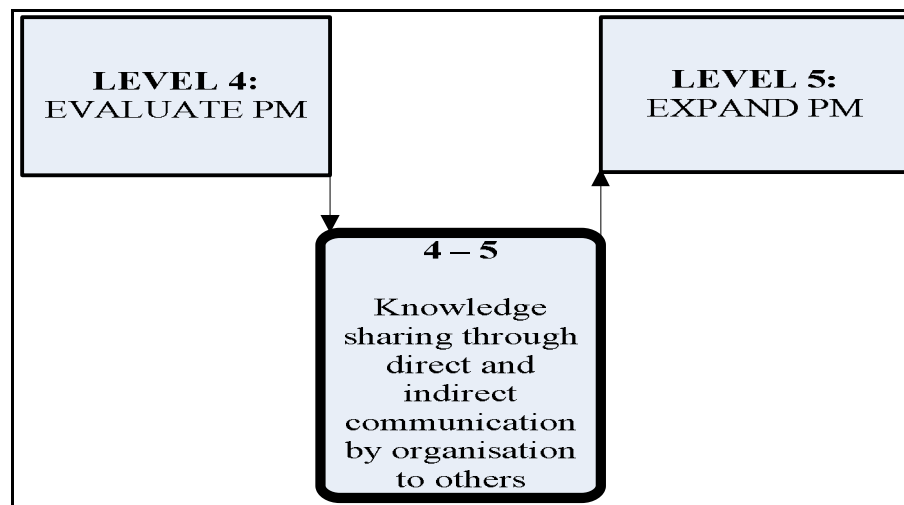 LEVEL 4:
EVALUATE PM
LEVEL 5:
EXPAND PM
4 – 5
Knowledge
sharing through
direct and
indirect
communication
by organisation
to others